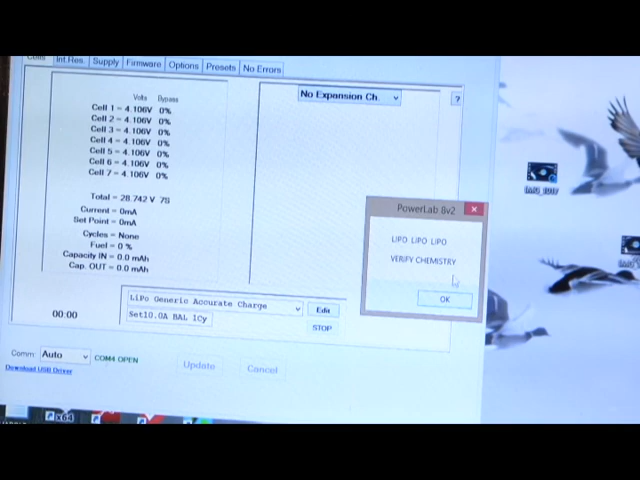 Cells Int.Res. Supply Firmware Options Presets No Errors
Volts Bypass
Cell 1 = 4.106V 0%
Cell 2 = 4.106V 0%
Cell 3 = 4.106V 0%
Cell 4 = 4.106V 0%
Cell 5 = 4.106V 0%
Cell 6 = 4.106V 0%
Cell 7 = 4.106V 0%
Total = 28.742 V 7S
Current = 0mA
Set Point = 0mA
Cycles = None
Fuel = 0 %
Capacity IN = 0.0 mAh
Cap. OUT = 0.0 mAh
No Expansion Ch.
?
PowerLab 8v2
LIPO LIPO LIPO
VERIFY CHEMISTRY
OK
00:00
LiPo Generic Accurate Charge
Edit
Set10.0A BAL 1Cy
STOP
Comm: Auto COM4 OPEN
Update Cancel
Download USB Driver
x64